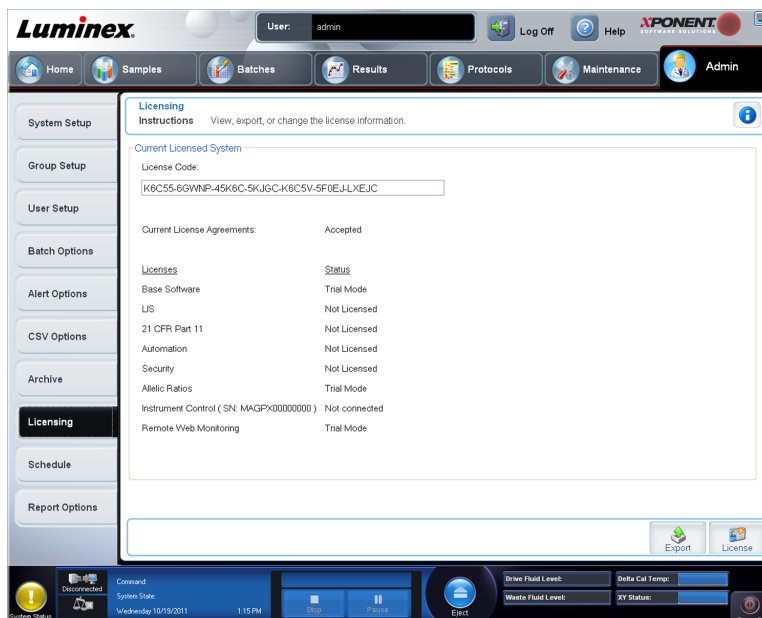 Luminex.
User: admin
Log Off
Help
XPONENT.
SOFTWARE SOLUTIONS
Home
Samples
Batches
Results
Protocols
Maintenance
Admin
System Setup
Group Setup
User Setup
Batch Options
Alert Options
CSV Options
Archive
Licensing
Schedule
Report Options
Licensing
Instructions View, export, or change the license information.
Current Licensed System
License Code:
K6C55-6GWNP-45K6C-5KJGC-K6C5V-5F0EJ-LXEJC
Current License Agreements: Accepted
Licenses Status
Base Software Trial Mode
LIS Not Licensed
21 CFR Part 11 Not Licensed
Automation Not Licensed
Security Not Licensed
Allelic Ratios Trial Mode
Instrument Control ( SN: MAGPX00000000 ) Not connected
Remote Web Monitoring Trial Mode
Export
License
System Status
Disconnected
Command:
System State:
Wednesday 10/19/2011 1:15 PM
Stop
Pause
Eject
Drive Fluid Level:
Waste Fluid Level:
Delta Cal Temp:
XY Status: